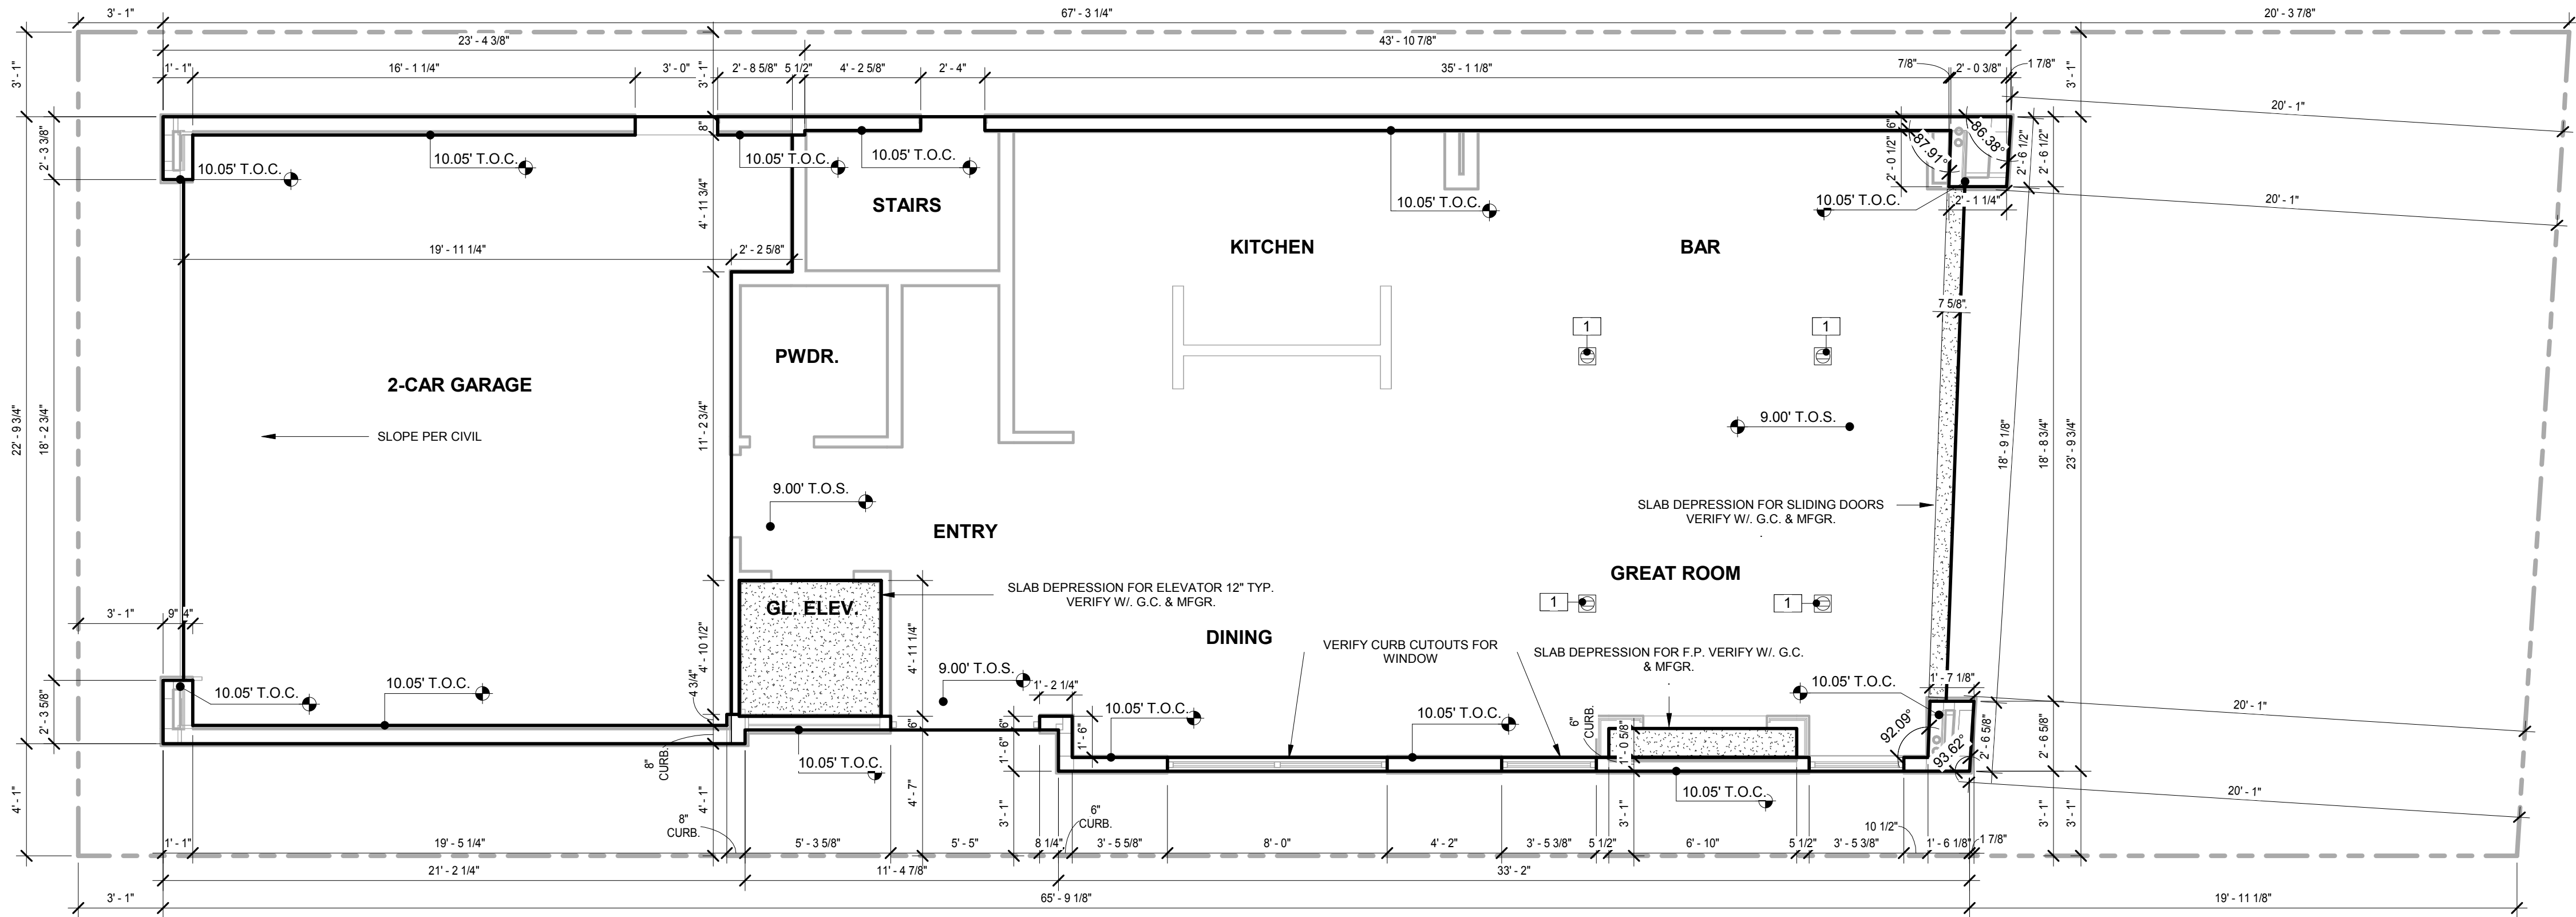 3' - 1"
67' - 3 1/4"
20' - 3 7/8"
23' - 4 3/8"
43' - 10 7/8"
1' - 1"
16' - 1 1/4"
3' - 0"
3' - 1"
2' - 8 5/8"
5 1/2"
4' - 2 5/8"
2' - 4"
35' - 1 1/8"
7/8"
2' - 0 3/8"
1 7/8"
3' - 1"
3' - 1"
20' - 1"
2' - 3 3/8"
8"
6"
2' - 0 1/2"
87.91°
86.38°
2' - 6 1/2"
2' - 6 1/2"
10.05' T.O.C.
10.05' T.O.C.
10.05' T.O.C.
10.05' T.O.C.
10.05' T.O.C.
10.05' T.O.C.
2' - 1 1/4"
20' - 1"
STAIRS
4' - 11 3/4"
KITCHEN
BAR
19' - 11 1/4"
2' - 2 5/8"
7 5/8"
1
1
PWDR.
2-CAR GARAGE
SLOPE PER CIVIL
22' - 9 3/4"
18' - 2 3/4"
11' - 2 3/4"
9.00' T.O.S.
18' - 9 1/8"
18' - 8 3/4"
23' - 9 3/4"
9.00' T.O.S.
ENTRY
SLAB DEPRESSION FOR SLIDING DOORS
VERIFY W/. G.C. & MFGR.
GREAT ROOM
GL. ELEV.
SLAB DEPRESSION FOR ELEVATOR 12" TYP.
VERIFY W/. G.C. & MFGR.
1
1
3' - 1"
9"
4"
DINING
4' - 10 1/2"
4' - 11 1/4"
VERIFY CURB CUTOUTS FOR
WINDOW
SLAB DEPRESSION FOR F.P. VERIFY W/. G.C.
& MFGR.
9.00' T.O.S.
1' - 2 1/4"
10.05' T.O.C.
10.05' T.O.C.
10.05' T.O.C.
1' - 7 1/8"
4 3/4"
2' - 3 5/8"
10.05' T.O.C.
10.05' T.O.C.
20' - 1"
6"
6"
1' - 6"
1' - 6"
6"
CURB.
1' - 0 5/8"
92.09°
93.62°
2' - 6 5/8"
2' - 6 5/8"
8"
CURB.
10.05' T.O.C.
10.05' T.O.C.
20' - 1"
4' - 1"
4' - 1"
4' - 7"
3' - 1"
3' - 1"
3' - 1"
3' - 1"
8"
CURB.
6"
CURB.
10 1/2"
1' - 1"
19' - 5 1/4"
5' - 3 5/8"
5' - 5"
8 1/4"
3' - 5 5/8"
8' - 0"
4' - 2"
3' - 5 3/8"
5 1/2"
6' - 10"
5 1/2"
3' - 5 3/8"
1' - 6 1/8"
1 7/8"
21' - 2 1/4"
11' - 4 7/8"
33' - 2"
3' - 1"
65' - 9 1/8"
19' - 11 1/8"